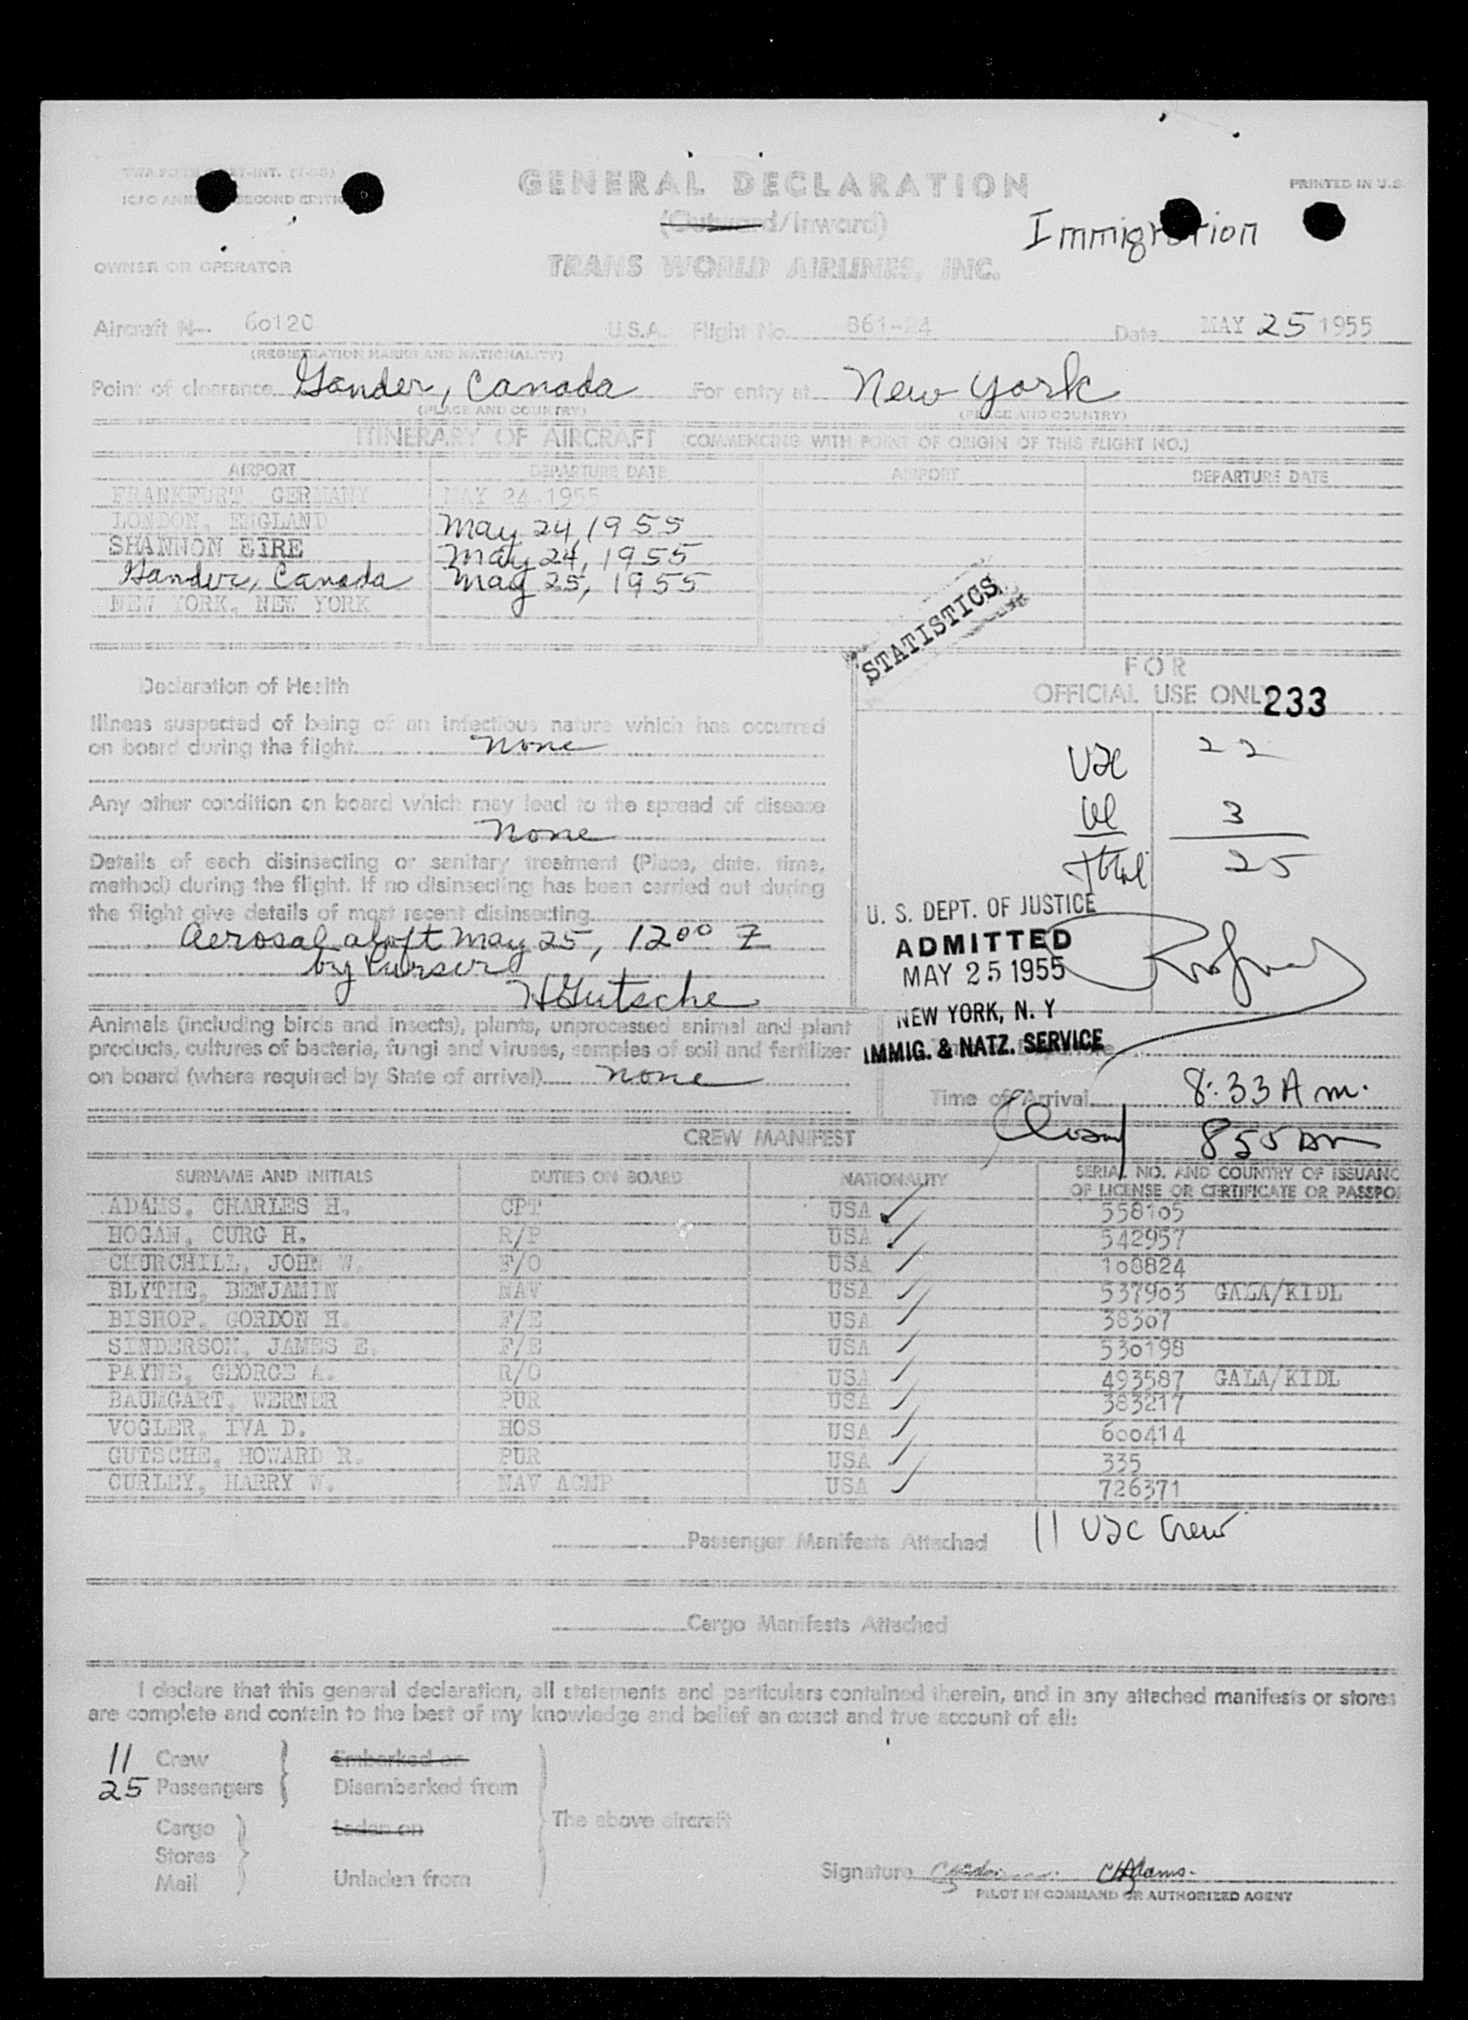 GENERAL DECLARATION
PRINTED IN U.S
(Outward/Inward)
Immigration
OWNER OR OPERATOR
TRANS WORLD AIRLINES, INC.
Aircraft No. 60120 U.S.A. Flight No. 861-24 Date MAY 25 1955
(REGISTRATION MARKS AND NATIONALITY)
Point of clearance Gander, Canada For entry at New York
(PLACE AND COUNTRY) (PLACE AND COUNTRY)
ITINERARY OF AIRCRAFT (COMMENCING WITH POINT OF ORIGIN OF THIS FLIGHT NO.)
AIRPORT DEPARTURE DATE AIRPORT DEPARTURE DATE
FRANKFURT, GERMANY MAY 24 1955
LONDON, ENGLAND May 24, 1955
SHANNON EIRE May 24, 1955
Gander, Canada May 25, 1955
NEW YORK, NEW YORK
STATISTICS
FOR
OFFICIAL USE ONLY
233
Declaration of Health
Illness suspected of being of an infectious nature which has occurred
on board during the flight. none
Any other condition on board which may lead to the spread of disease
None
Details of each disinsecting or sanitary treatment (Place, date, time,
method) during the flight. If no disinsecting has been carried out during
the flight give details of most recent disinsecting
Aerosal aloft May 25, 1200 Z
by Purser
HGutsche
USC 22
3
total 25
U. S. DEPT. OF JUSTICE
ADMITTED
MAY 25 1955
NEW YORK, N. Y
IMMIG. & NATZ. SERVICE
Animals (including birds and insects), plants, unprocessed animal and plant
products, cultures of bacteria, fungi and viruses, samples of soil and fertilizer
on board (where required by State of arrival) none
Time of Arrival 8:33 A m.
855 am
CREW MANIFEST
SURNAME AND INITIALS DUTIES ON BOARD NATIONALITY SERIAL NO. AND COUNTRY OF ISSUANC
OF LICENSE OR CERTIFICATE OR PASSPO
ADAMS, CHARLES H. CPT USA 558105
HOGAN, CURG H. R/P USA 542957
CHURCHILL, JOHN W. F/O USA 108824
BLYTHE, BENJAMIN NAV USA 537903 GALA/KIDL
BISHOP, GORDON H. F/E USA 38367
SINDERSON, JAMES E. F/E USA 530198
PAYNE, GEORGE A. R/O USA 493587 GALA/KIDL
BAUMGART, WERNER PUR USA 383217
VOGLER, IVA D. HOS USA 600414
GUTSCHE, HOWARD R. PUR USA 335
CURLEY, HARRY W. NAV ACMP USA 726371
Passenger Manifests Attached 11 USC Crew
Cargo Manifests Attached
I declare that this general declaration, all statements and particulars contained therein, and in any attached manifests or stores
are complete and contain to the best of my knowledge and belief an exact and true account of all:
11 Crew Embarked on
25 Passengers Disembarked from
The above aircraft
Cargo Laden on
Stores
Mail Unladen from
Signature CHAdams.
PILOT IN COMMAND OR AUTHORIZED AGENT